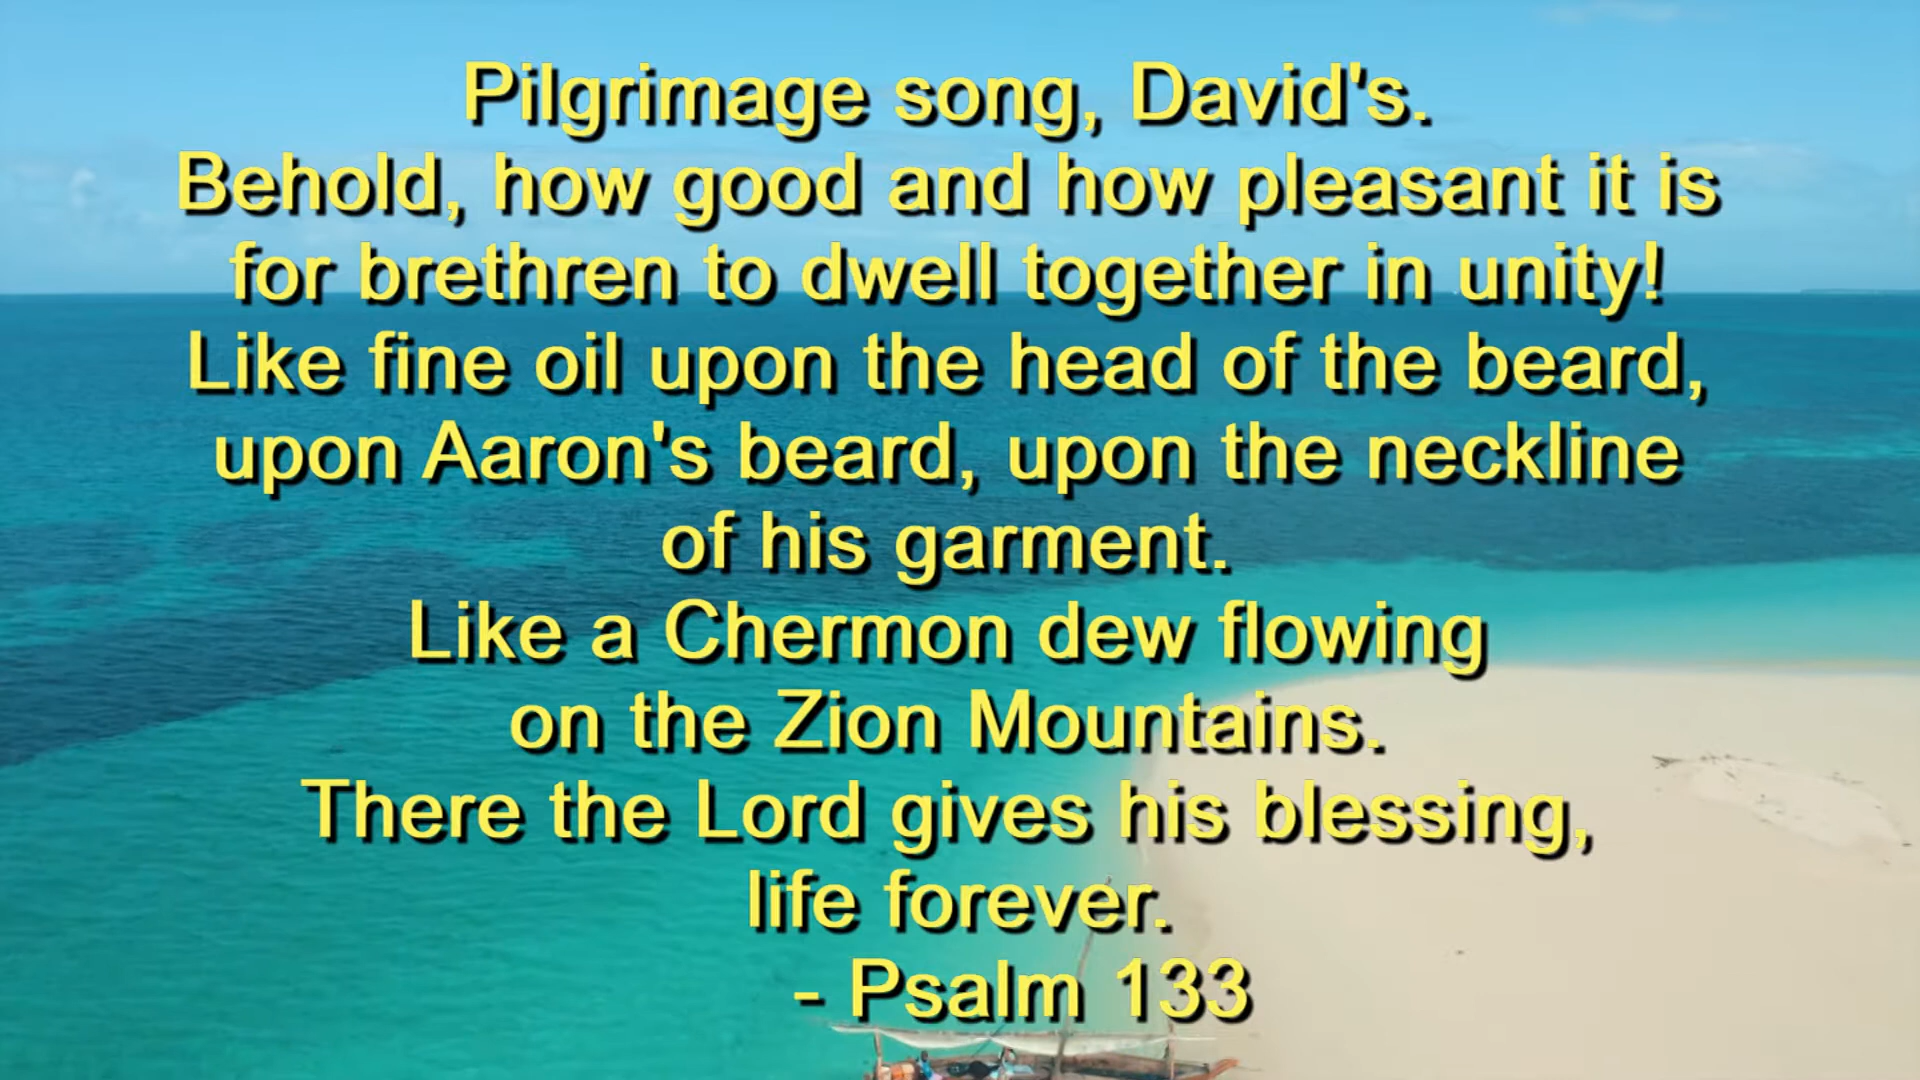 Pilgrimage song, David's.
Behold, how good and how pleasant it is
for brethren to dwell together in unity!
Like fine oil upon the head of the beard,
upon Aaron's beard, upon the neckline
of his garment.
Like a Chermon dew flowing
on the Zion Mountains.
There the Lord gives his blessing,
life forever.
- Psalm 133